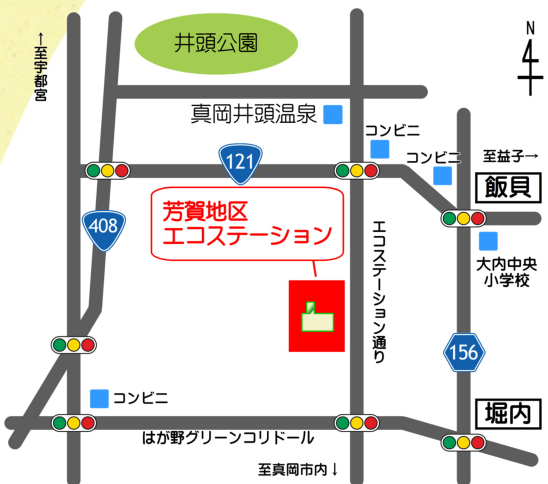 井頭公園
N
↑至宇都宮
真岡井頭温泉
コンビニ
コンビニ
至益子→
121
飯貝
芳賀地区
エコステーション
408
エコステーション通り
大内中央
小学校
156
コンビニ
堀内
はが野グリーンコリドール
至真岡市内↓